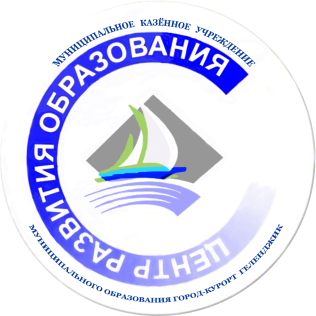 МУНИЦИПАЛЬНОЕ КАЗЁННОЕ УЧРЕЖДЕНИЕ
ЦЕНТР РАЗВИТИЯ ОБРАЗОВАНИЯ
МУНИЦИПАЛЬНОГО ОБРАЗОВАНИЯ ГОРОД-КУРОРТ ГЕЛЕНДЖИК